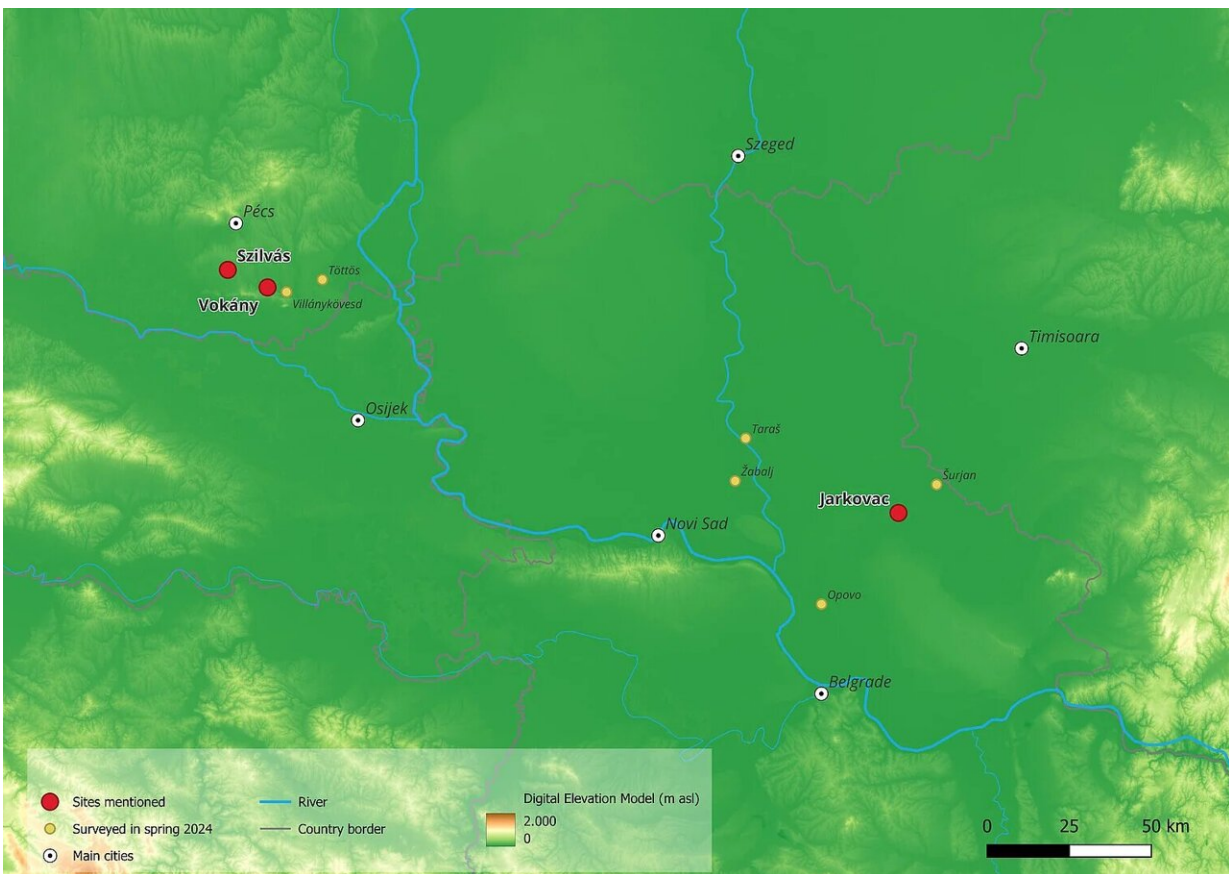 Szeged
Pécs
Szilvás
Töttös
Vokány
Villánykövesd
Timisoara
Osijek
Taraš
Žabalj
Šurjan
Jarkovac
Novi Sad
Opovo
Belgrade
Sites mentioned
River
Digital Elevation Model (m asl)
Surveyed in spring 2024
Country border
2.000
0
Main cities
0 25 50 km